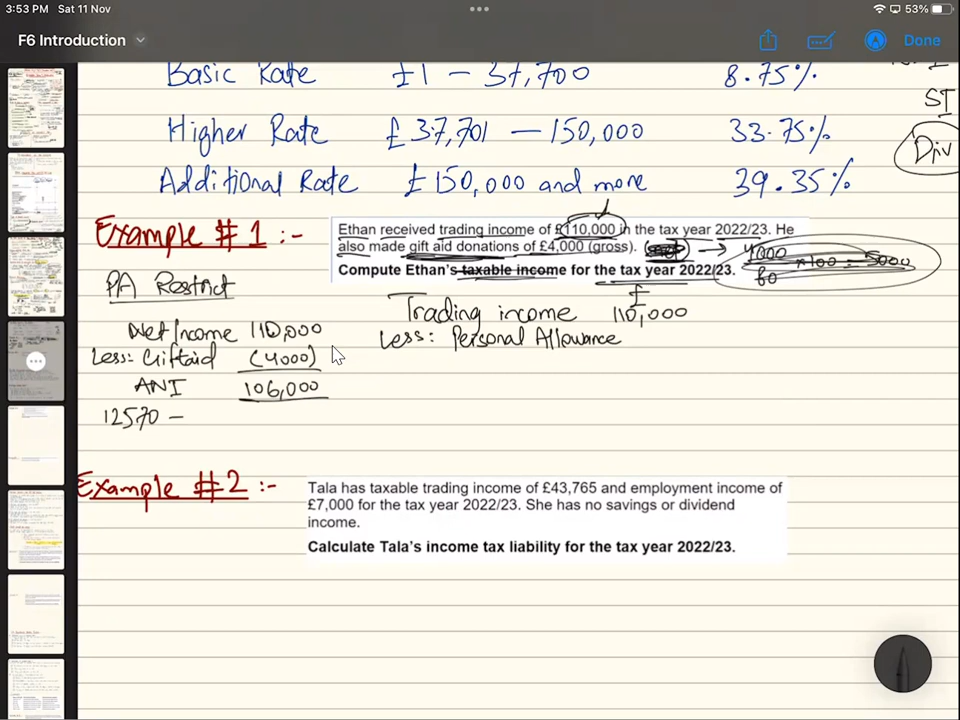 3:53 PM Sat 11 Nov
53%
F6 Introduction
Done
Basic Rate £1 - 37,700 8.75%
Higher Rate £37,701 - 150,000 33.75%
Additional Rate £150,000 and more 39.35%
ST
Div
Example # 1 :-
Ethan received trading income of £110,000 in the tax year 2022/23. He
also made gift aid donations of £4,000 (gross).
Compute Ethan's taxable income for the tax year 2022/23.
4000
80
×100 = 5000
PA Restrict
£
Trading income 110,000
Less: Personal Allowance
Net Income 110,000
Less: Giftaid (4000)
ANI 106,000
12570 -
Example #2 :-
Tala has taxable trading income of £43,765 and employment income of
£7,000 for the tax year 2022/23. She has no savings or dividend
income.
Calculate Tala's income tax liability for the tax year 2022/23.